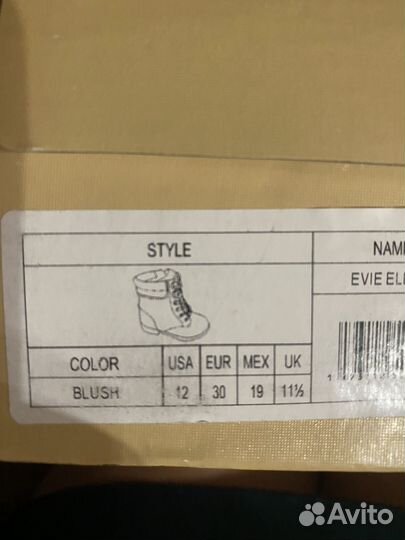 STYLE
NAM
EVIE EL
COLOR USA EUR MEX UK
BLUSH 12 30 19 11½
Avito